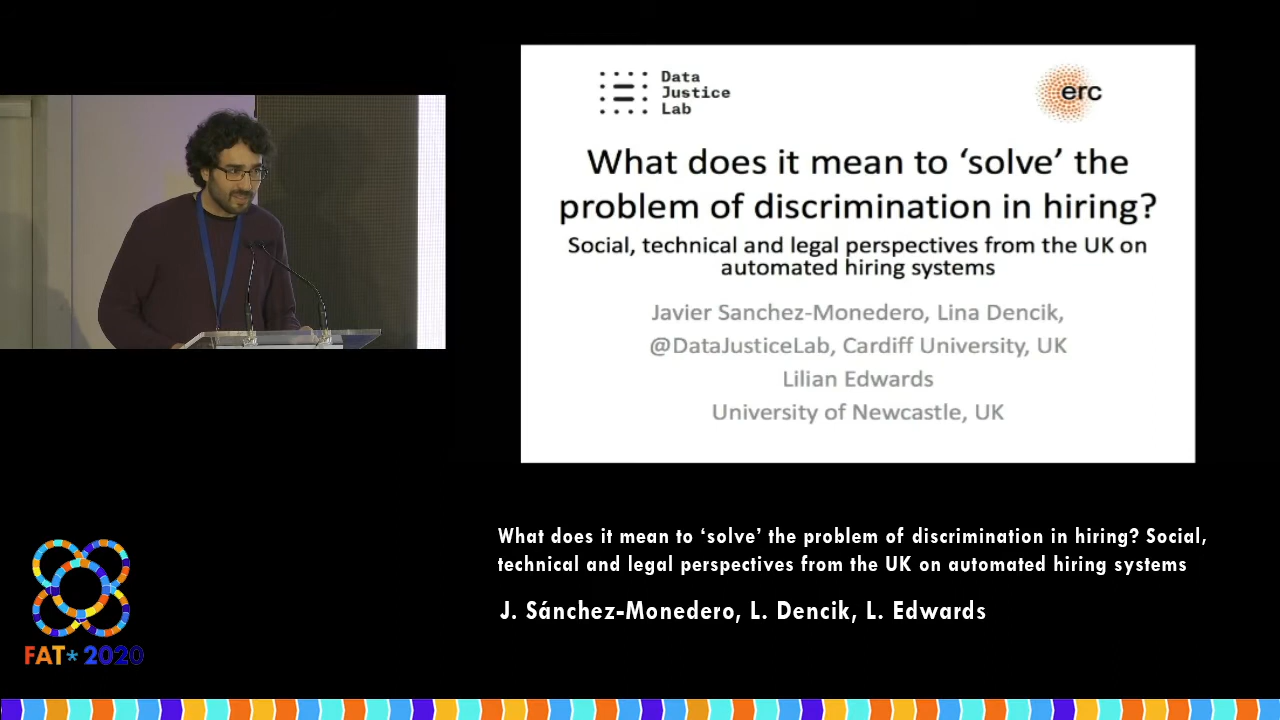 Data
Justice
Lab
erc
What does it mean to ‘solve’ the
problem of discrimination in hiring?
Social, technical and legal perspectives from the UK on
automated hiring systems
Javier Sanchez-Monedero, Lina Dencik,
@DataJusticeLab, Cardiff University, UK
Lilian Edwards
University of Newcastle, UK
What does it mean to ‘solve’ the problem of discrimination in hiring? Social,
technical and legal perspectives from the UK on automated hiring systems
J. Sánchez-Monedero, L. Dencik, L. Edwards
FAT* 2020